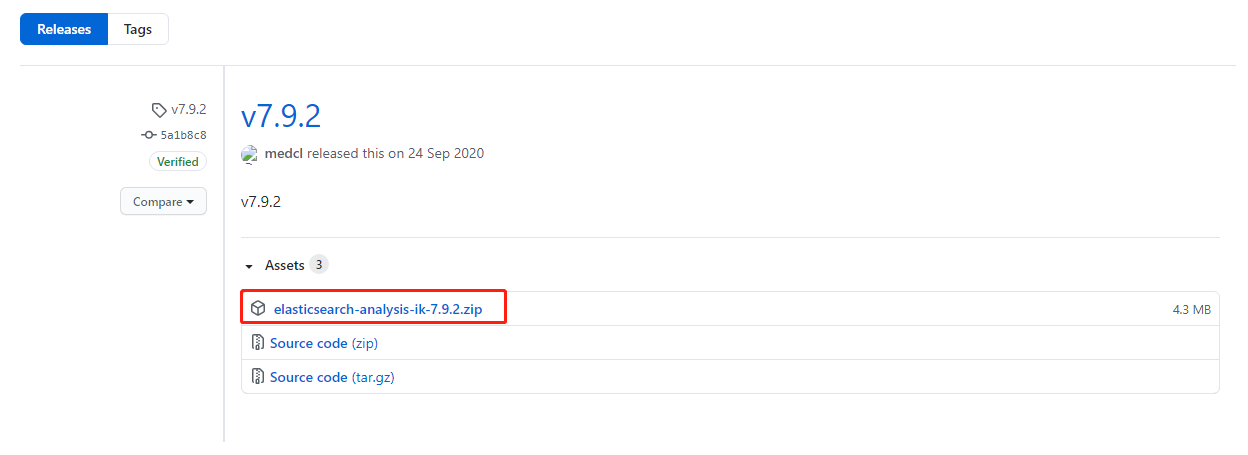 Releases Tags
v7.9.2
5a1b8c8
Verified
Compare
v7.9.2
medcl released this on 24 Sep 2020
v7.9.2
Assets 3
elasticsearch-analysis-ik-7.9.2.zip 4.3 MB
Source code (zip)
Source code (tar.gz)